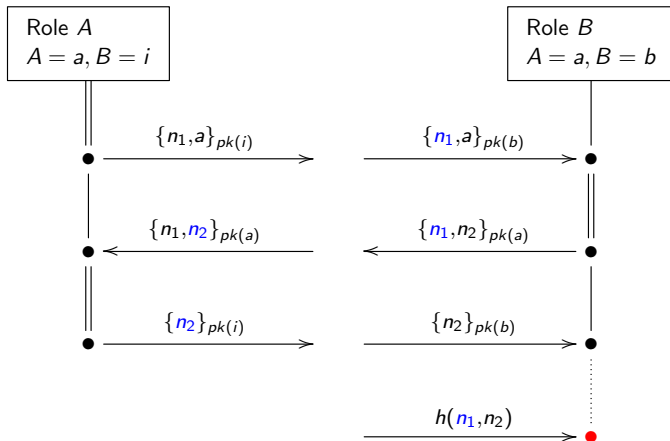 Role A
A = a, B = i
Role B
A = a, B = b
{n₁,a}ₚₖ₍ᵢ₎
{n₁,a}pk(b)
{n₁,n₂}pk(a)
{n₁,n₂}pk(a)
{n₂}pk(i)
{n₂}pk(b)
h(n₁,n₂)